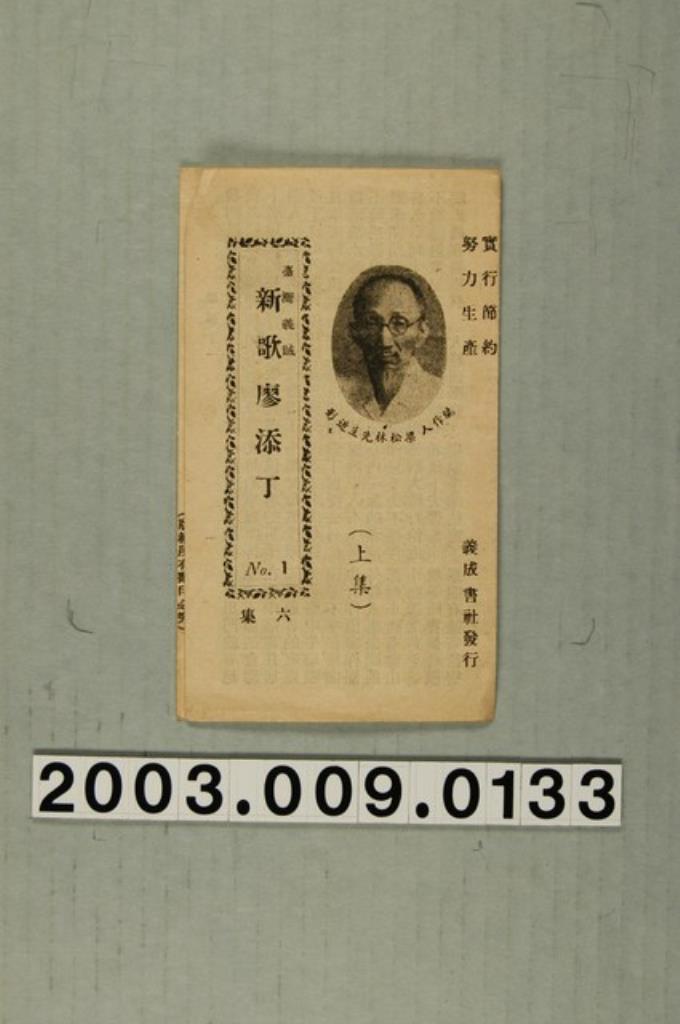 實行節約
努力生產
編作人 梁松林先生近影
(上集)
義成書社發行
臺灣義賊
新歌廖添丁
No. 1
六集
2003.009.0133